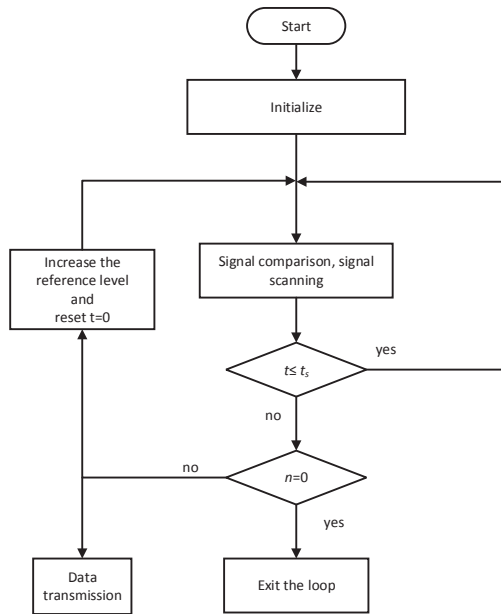 Start
Initialize
Increase the
reference level
and
reset t=0
Signal comparison, signal
scanning
t≤ tₛ
yes
no
n=0
no
yes
Data
transmission
Exit the loop